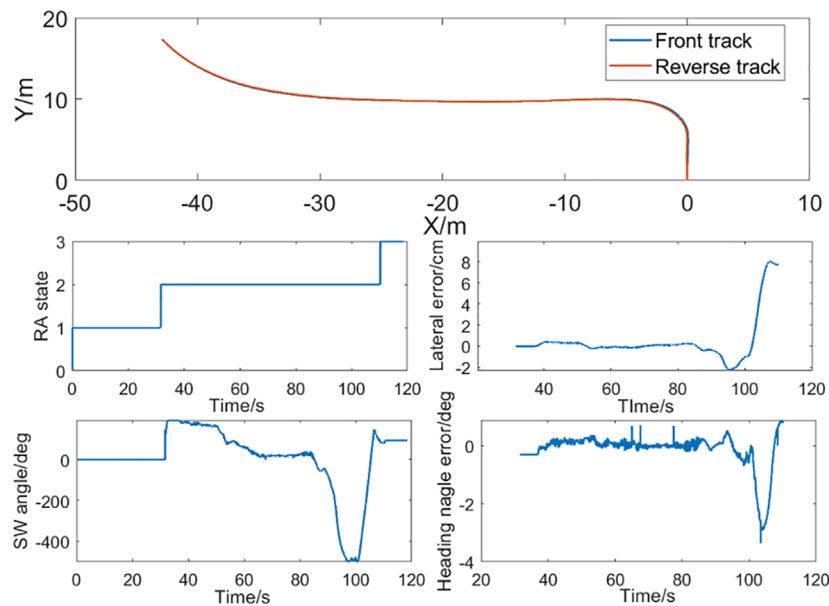 20
10
0
Y/m
Front track
Reverse track
-50 -40 -30 -20 -10 0 10
X/m
3
2
1
0
RA state
0 20 40 60 80 100 120
Time/s
8
6
4
2
0
-2
Lateral error/cm
40 60 80 100 120
TIme/s
0
-200
-400
SW angle/deg
0 20 40 60 80 100 120
Time/s
0
-2
-4
Heading nagle error/deg
20 40 60 80 100 120
Time/s